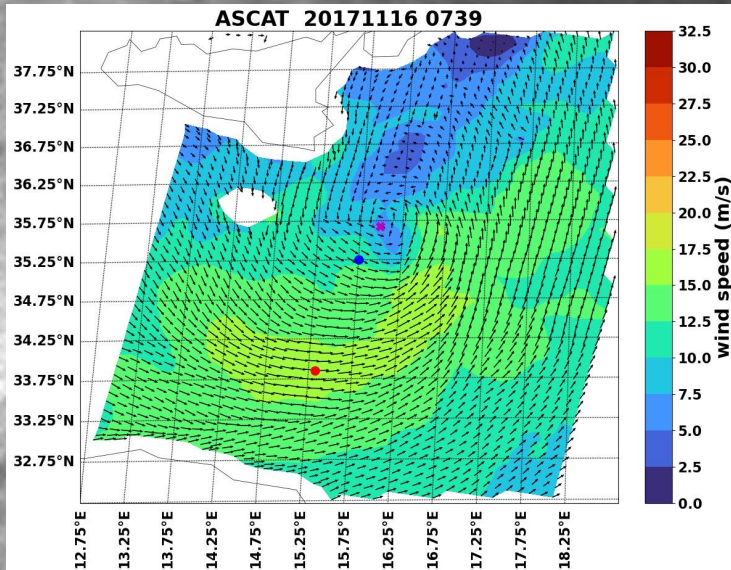 ASCAT 20171116 0739
37.75°N
37.25°N
36.75°N
36.25°N
35.75°N
35.25°N
34.75°N
34.25°N
33.75°N
33.25°N
32.75°N
12.75°E
13.25°E
13.75°E
14.25°E
14.75°E
15.25°E
15.75°E
16.25°E
16.75°E
17.25°E
17.75°E
18.25°E
32.5
30.0
27.5
25.0
22.5
20.0
17.5
15.0
12.5
10.0
7.5
5.0
2.5
0.0
wind speed (m/s)